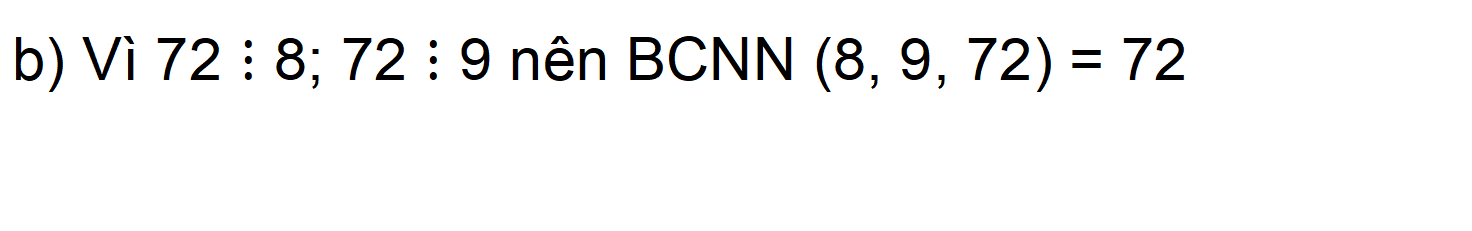 b) Vì 72 ⋮ 8; 72 ⋮ 9 nên BCNN (8, 9, 72) = 72